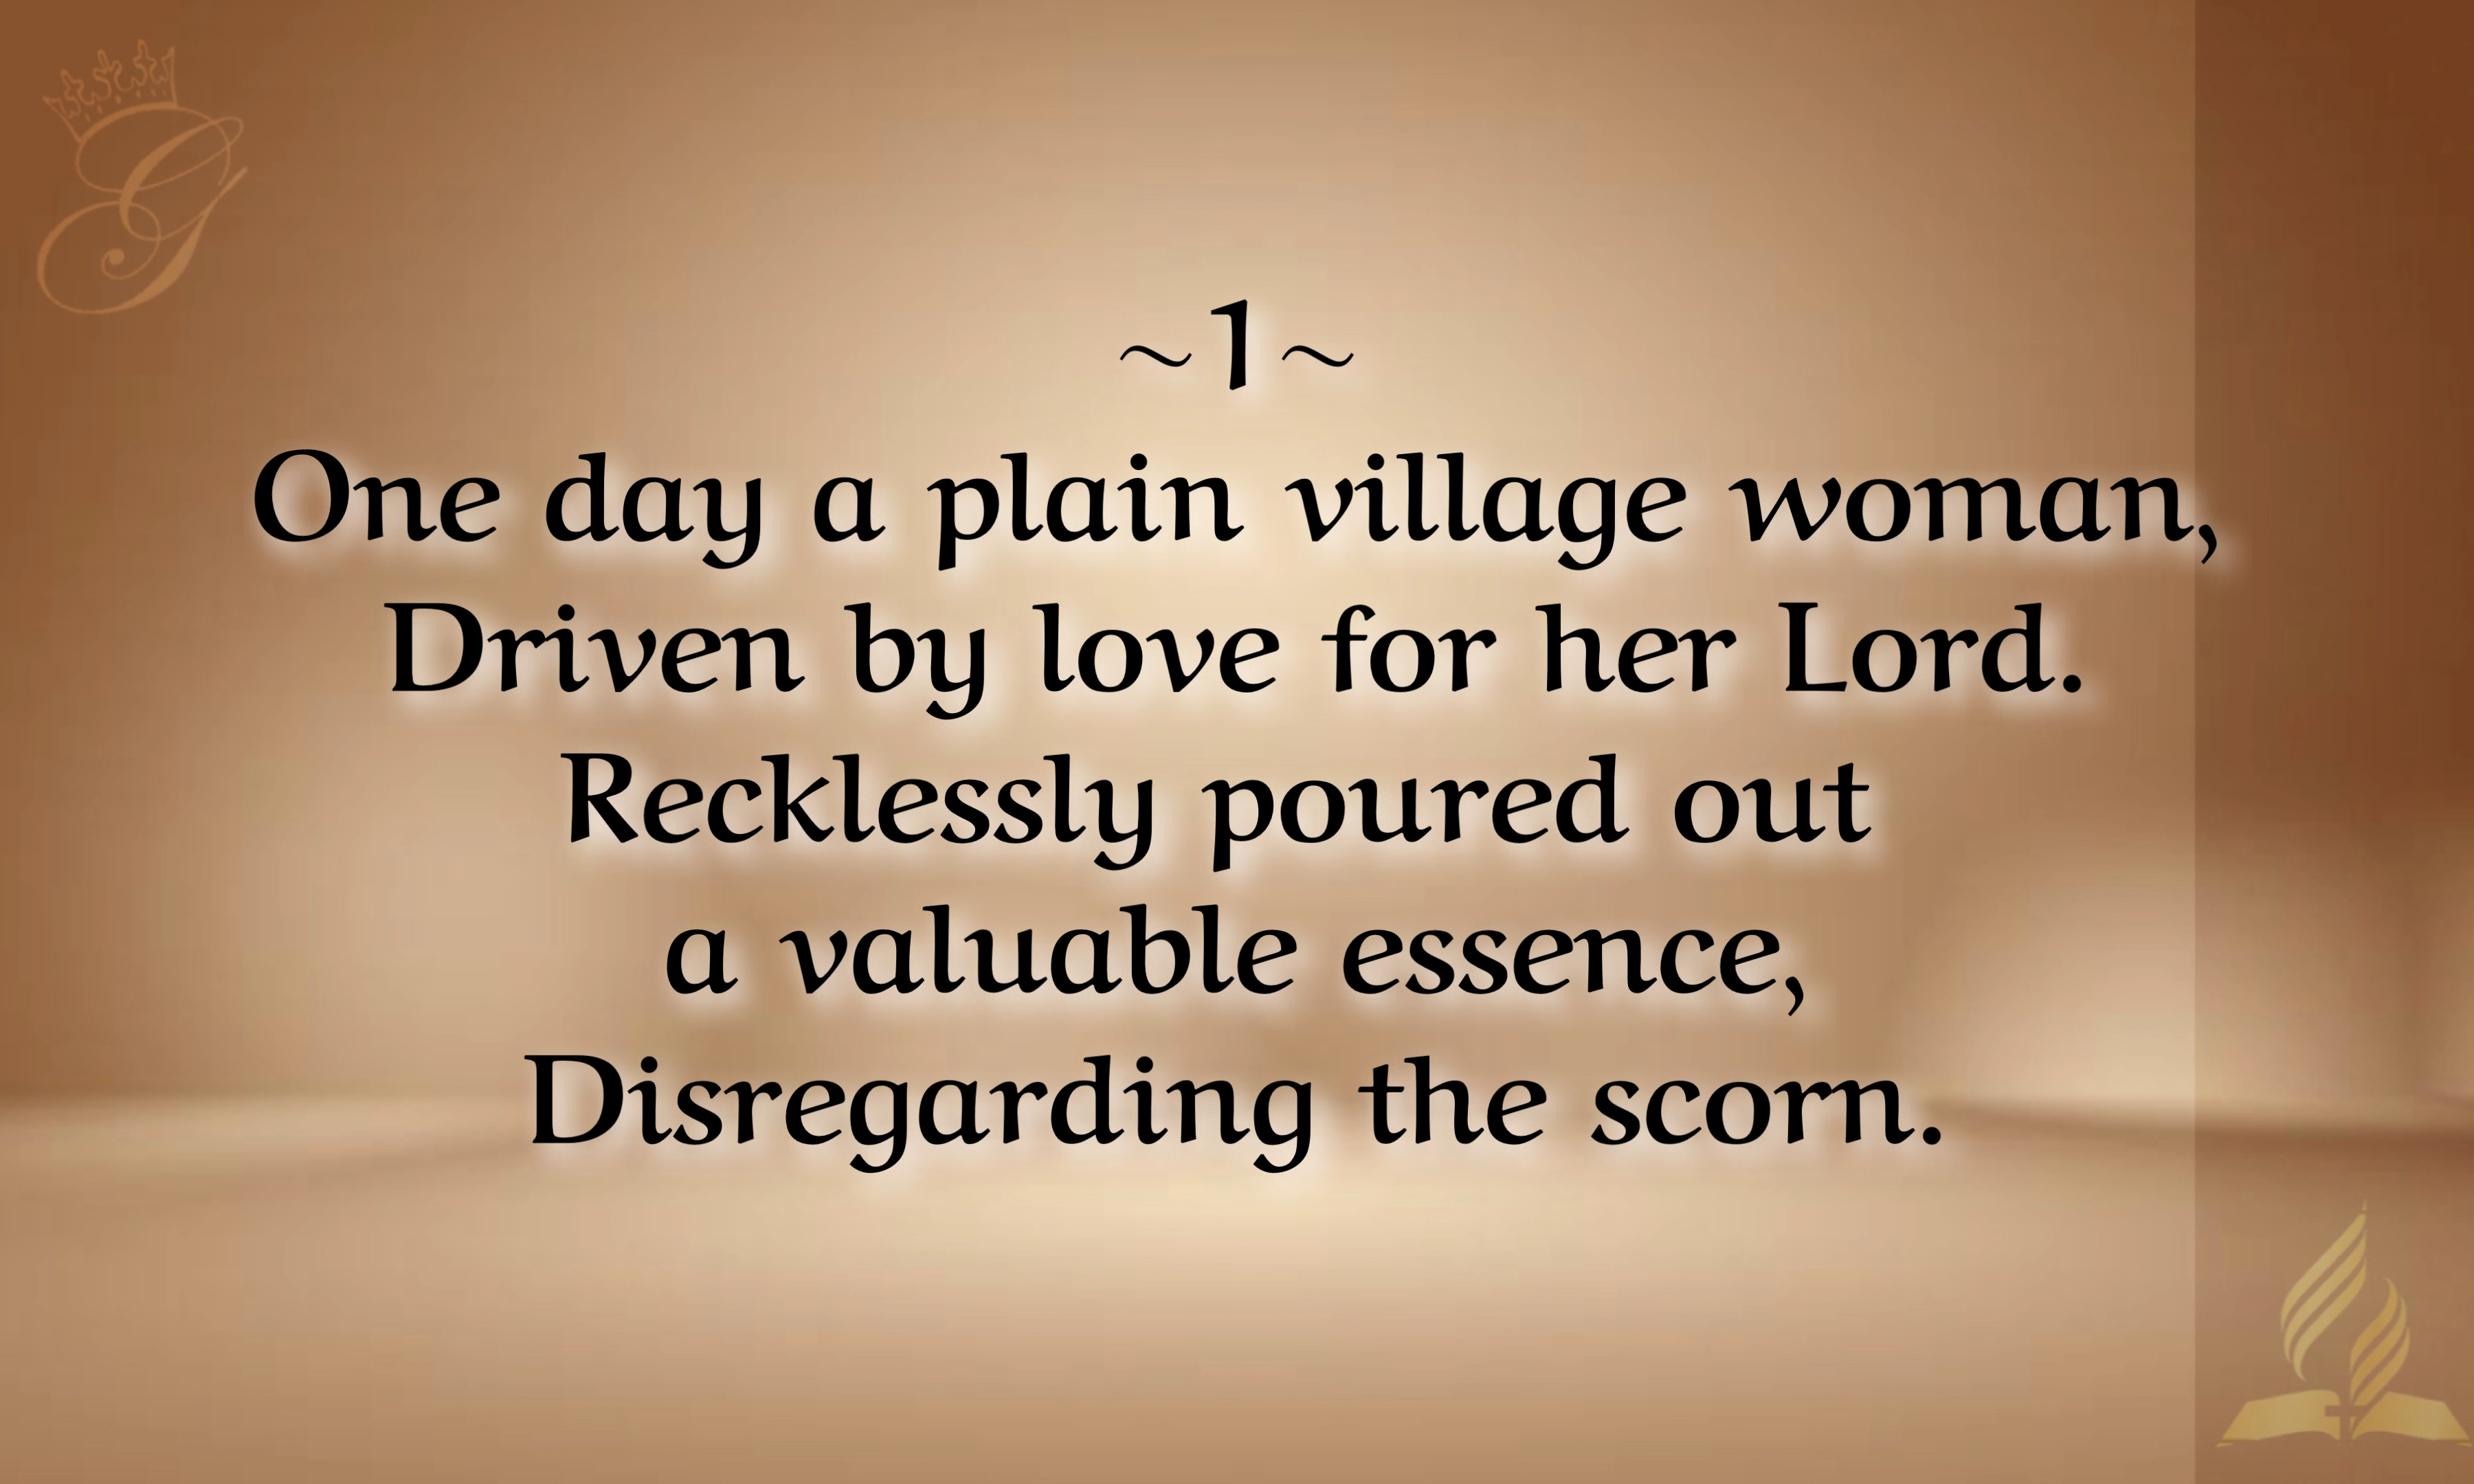 ~1~
One day a plain village woman,
Driven by love for her Lord.
Recklessly poured out
a valuable essence,
Disregarding the scorn.
G